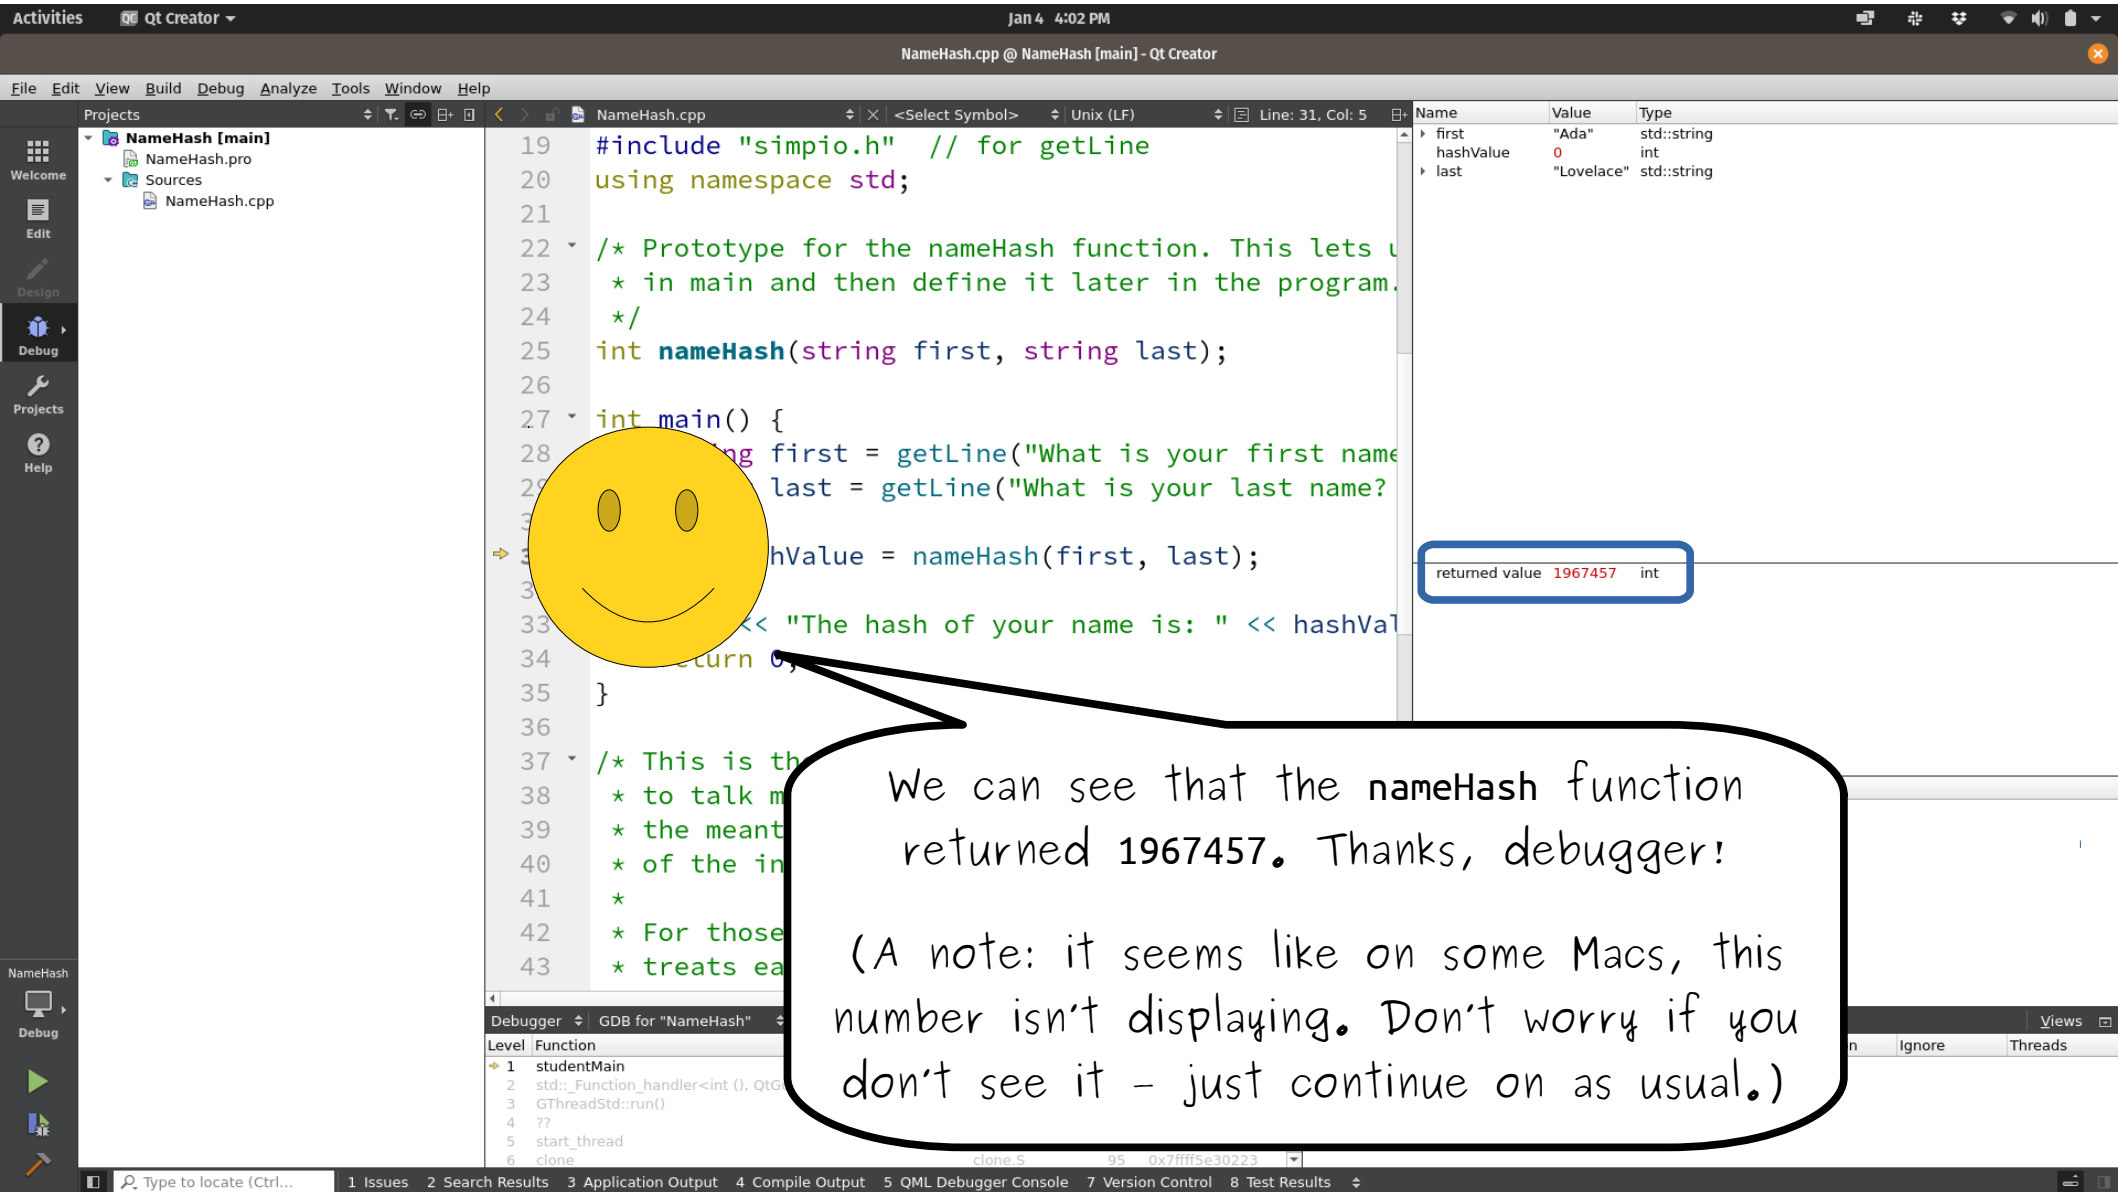 Activities Qt Creator Jan 4 4:02 PM
NameHash.cpp @ NameHash [main] - Qt Creator
File Edit View Build Debug Analyze Tools Window Help
Projects NameHash.cpp <Select Symbol> Unix (LF) Line: 31, Col: 5
Welcome
Edit
Design
Debug
Projects
Help
NameHash [main]
NameHash.pro
Sources
NameHash.cpp
19 #include "simpio.h" // for getLine
20 using namespace std;
21
22 /* Prototype for the nameHash function. This lets
23 * in main and then define it later in the program.
24 */
25 int nameHash(string first, string last);
26
27 int main() {
28 first = getLine("What is your first name
last = getLine("What is your last name?
hValue = nameHash(first, last);
33 << "The hash of your name is: " << hashVal
34 return 0;
35 }
36
37 /* This is th
38 * to talk m
39 * the meant
40 * of the in
41 *
42 * For those
43 * treats ea
Name Value Type
first "Ada" std::string
hashValue 0 int
last "Lovelace" std::string
returned value 1967457 int
We can see that the nameHash function
returned 1967457. Thanks, debugger!
(A note: it seems like on some Macs, this
number isn't displaying. Don't worry if you
don't see it – just continue on as usual.)
NameHash
Debug
Debugger GDB for "NameHash" Views
Level Function n Ignore Threads
1 studentMain
2 std::_Function_handler<int (), QtGu
3 GThreadStd::run()
4 ??
5 start_thread
6 clone clone.S 95 0x7ffff5e30223
Type to locate (Ctrl... 1 Issues 2 Search Results 3 Application Output 4 Compile Output 5 QML Debugger Console 7 Version Control 8 Test Results